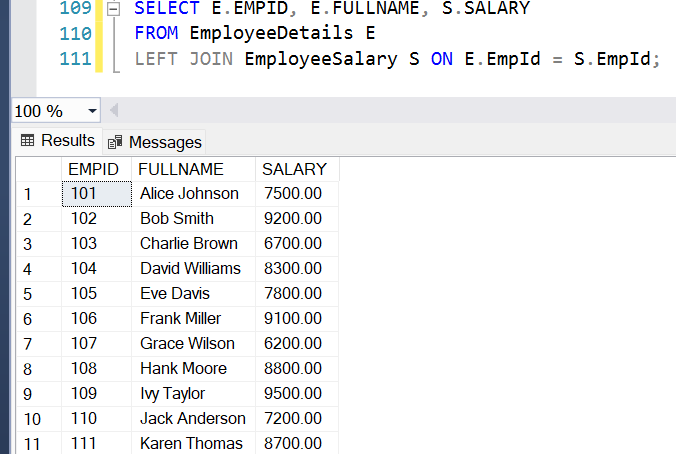 109 SELECT E.EMPID, E.FULLNAME, S.SALARY
110 FROM EmployeeDetails E
111 LEFT JOIN EmployeeSalary S ON E.EmpId = S.EmpId;
100 %
Results Messages
EMPID FULLNAME SALARY
1 101 Alice Johnson 7500.00
2 102 Bob Smith 9200.00
3 103 Charlie Brown 6700.00
4 104 David Williams 8300.00
5 105 Eve Davis 7800.00
6 106 Frank Miller 9100.00
7 107 Grace Wilson 6200.00
8 108 Hank Moore 8800.00
9 109 Ivy Taylor 9500.00
10 110 Jack Anderson 7200.00
11 111 Karen Thomas 8700.00